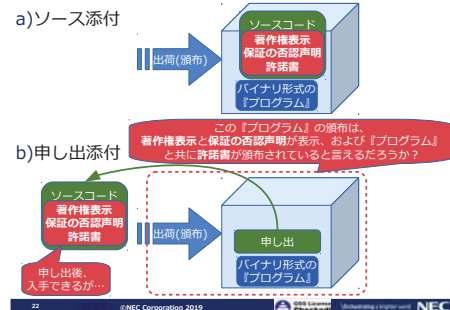 a)ソース添付
ソースコード
著作権表示
保証の否認声明
許諾書
出荷(頒布)
バイナリ形式の
『プログラム』
この『プログラム』の頒布は、
著作権表示と保証の否認声明が表示、および『プログラム』
と共に許諾書が頒布されていると言えるだろうか？
b)申し出添付
ソースコード
著作権表示
保証の否認声明
許諾書
出荷(頒布)
申し出
バイナリ形式の
『プログラム』
申し出後、
入手できるが…
22
©NEC Corporation 2019
OSS License
Orchestrating a brighter world
NEC